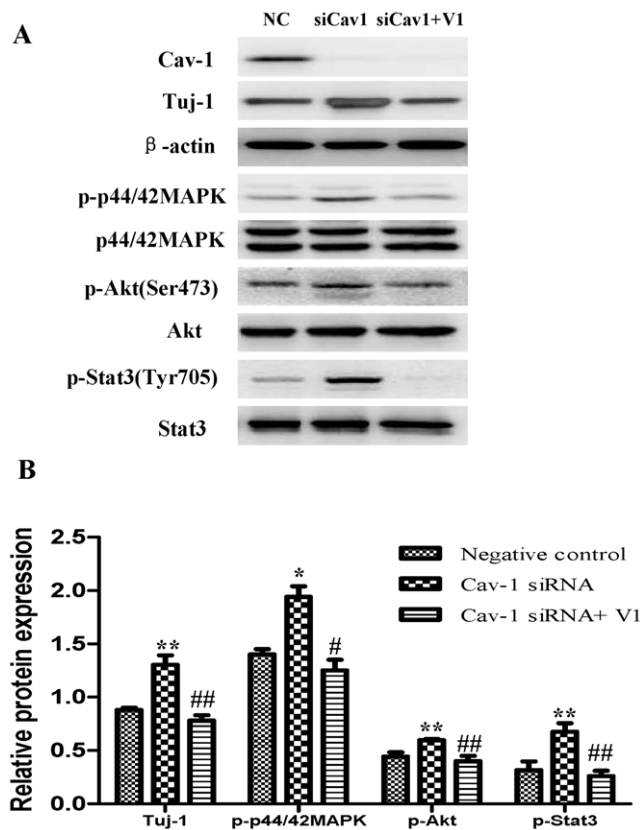 A
NC siCav1 siCav1+V1
Cav-1
Tuj-1
β-actin
p-p44/42MAPK
p44/42MAPK
p-Akt(Ser473)
Akt
p-Stat3(Tyr705)
Stat3
B
Relative protein expression
2.5
2.0
1.5
1.0
0.5
0.0
Negative control
Cav-1 siRNA
Cav-1 siRNA+ V1
** ## * # ** ## ** ##
Tuj-1 p-p44/42MAPK p-Akt p-Stat3